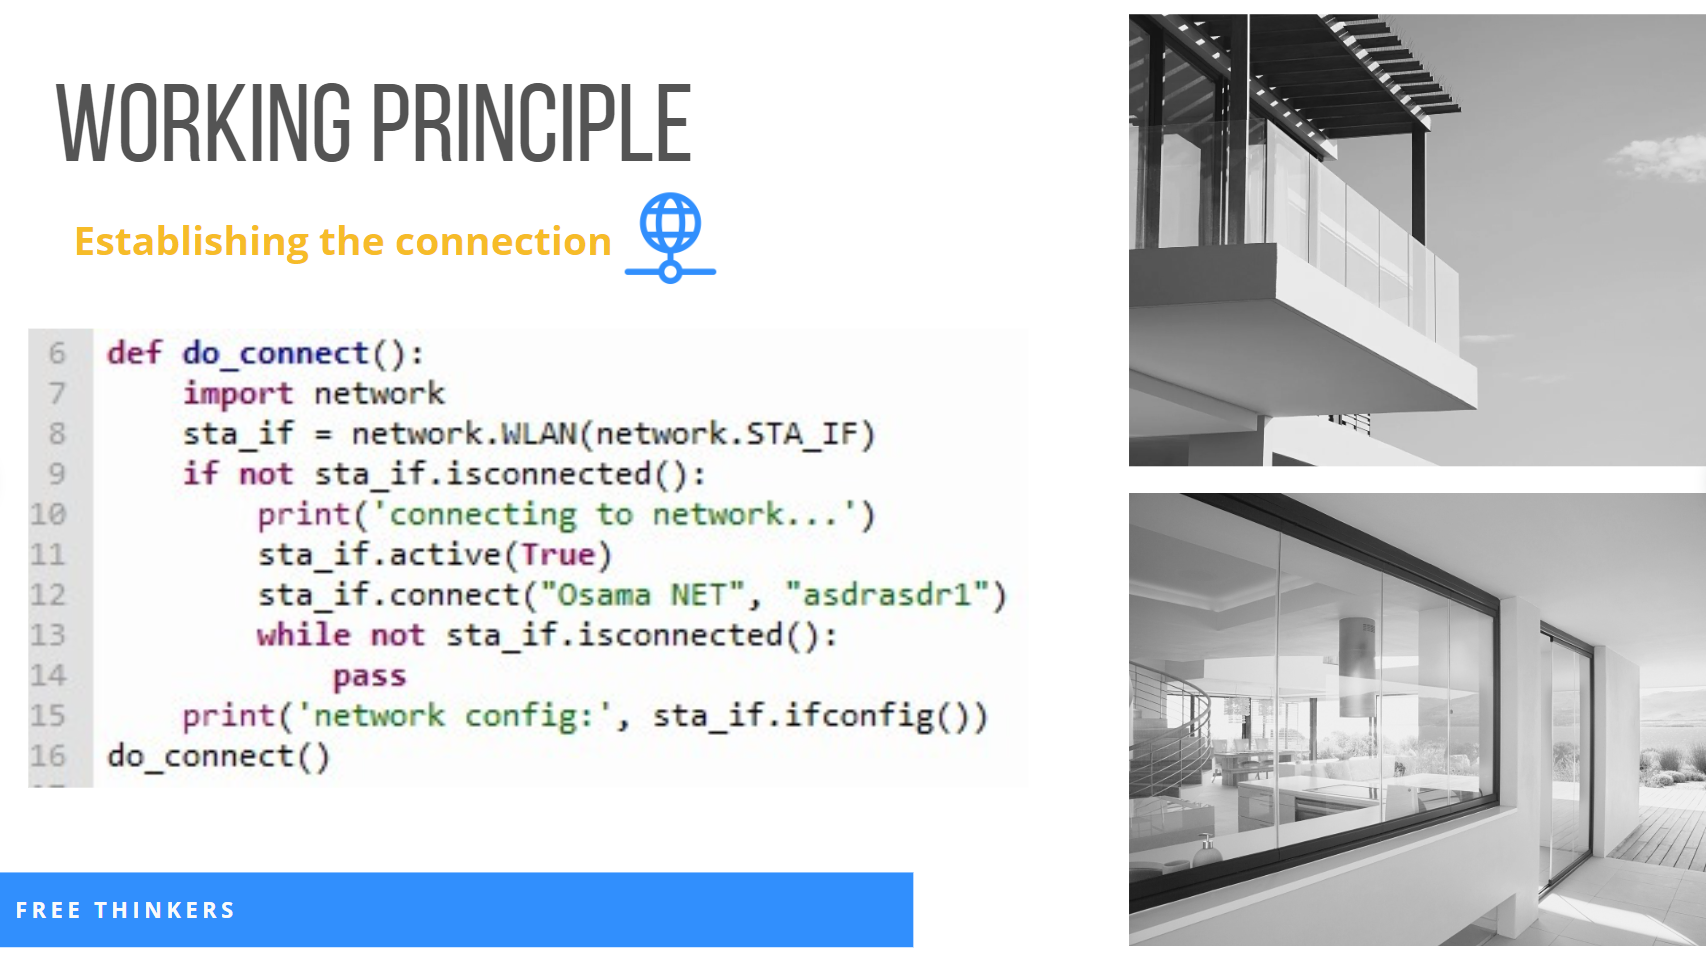 WORKING PRINCIPLE
Establishing the connection
6 def do_connect():
7     import network
8     sta_if = network.WLAN(network.STA_IF)
9     if not sta_if.isconnected():
10         print('connecting to network...')
11         sta_if.active(True)
12         sta_if.connect("Osama NET", "asdrasdr1")
13         while not sta_if.isconnected():
14             pass
15     print('network config:', sta_if.ifconfig())
16 do_connect()
FREE THINKERS